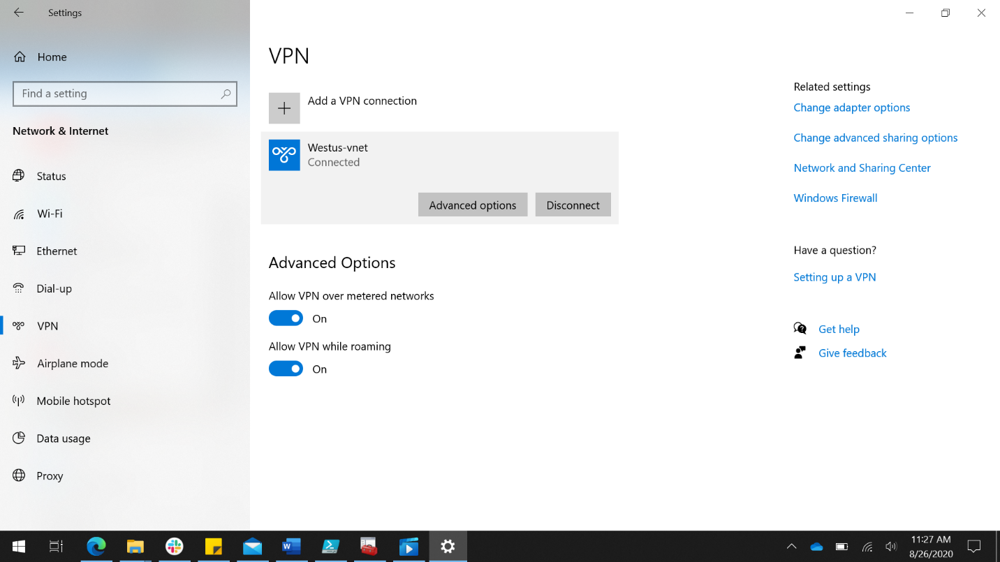 Settings
Home
Find a setting
Network & Internet
Status
Wi-Fi
Ethernet
Dial-up
VPN
Airplane mode
Mobile hotspot
Data usage
Proxy
VPN
Add a VPN connection
Westus-vnet
Connected
Advanced options Disconnect
Advanced Options
Allow VPN over metered networks
On
Allow VPN while roaming
On
Related settings
Change adapter options
Change advanced sharing options
Network and Sharing Center
Windows Firewall
Have a question?
Setting up a VPN
Get help
Give feedback
11:27 AM
8/26/2020